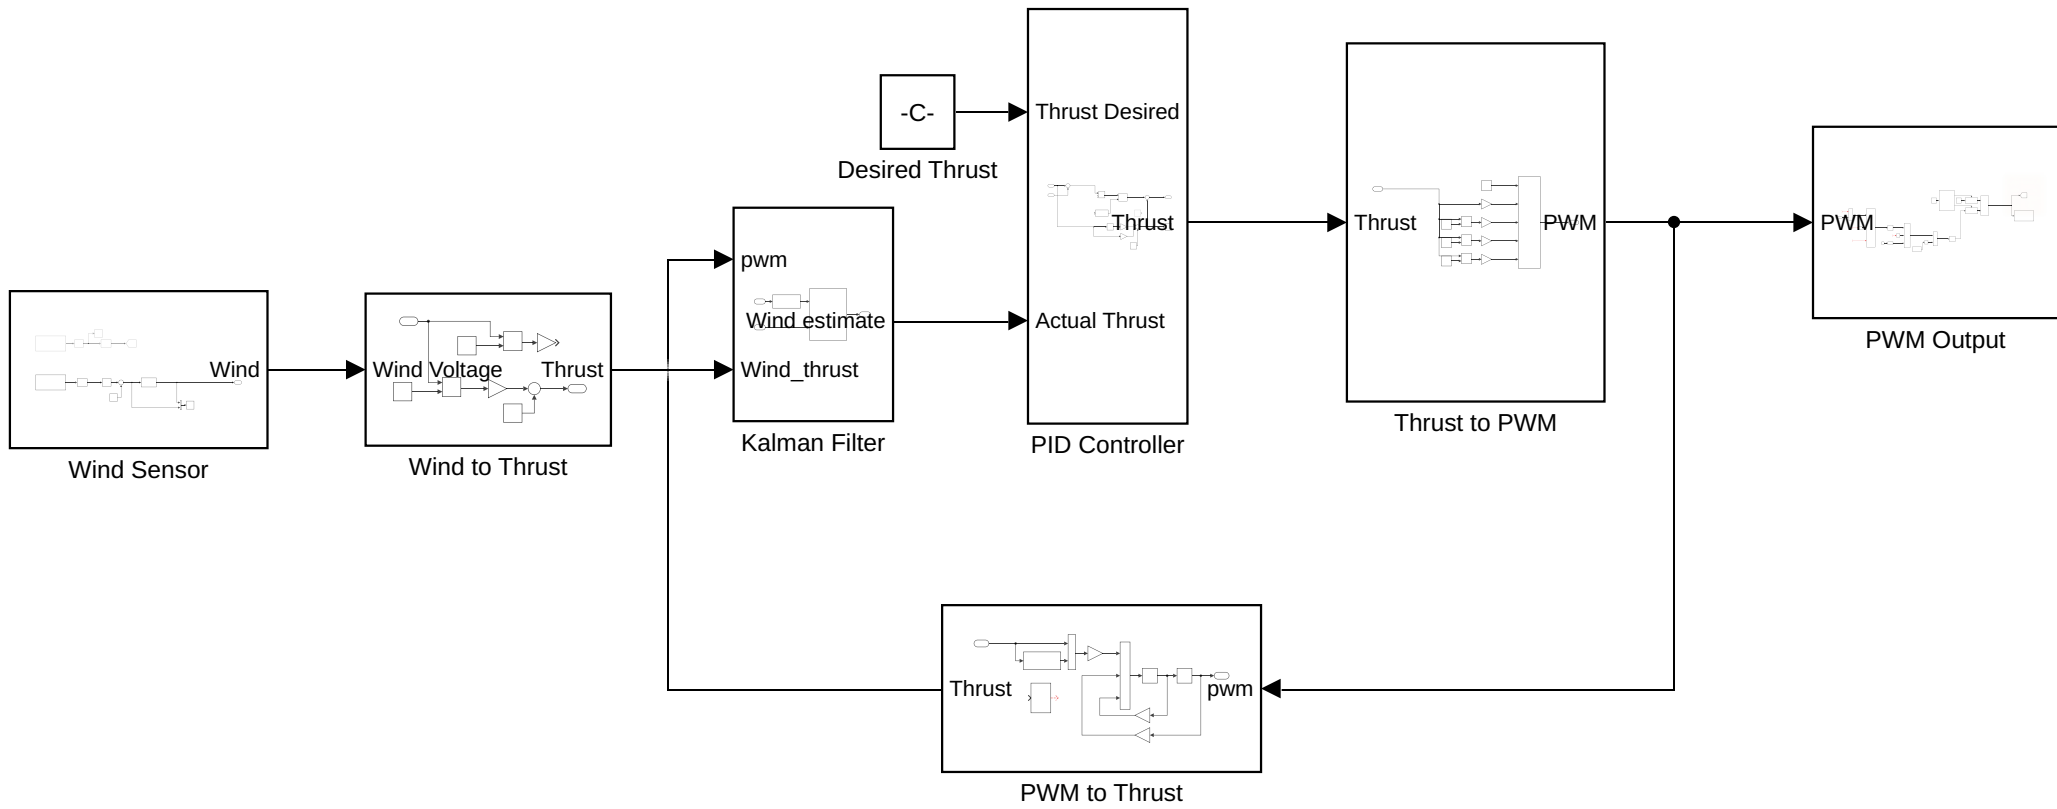 -C-
Desired Thrust
Thrust Desired
Thrust
Actual Thrust
PID Controller
Thrust
PWM
Thrust to PWM
PWM
PWM Output
pwm
Wind estimate
Wind_thrust
Kalman Filter
Wind
Wind Sensor
Wind Voltage
Thrust
Wind to Thrust
Thrust
pwm
PWM to Thrust